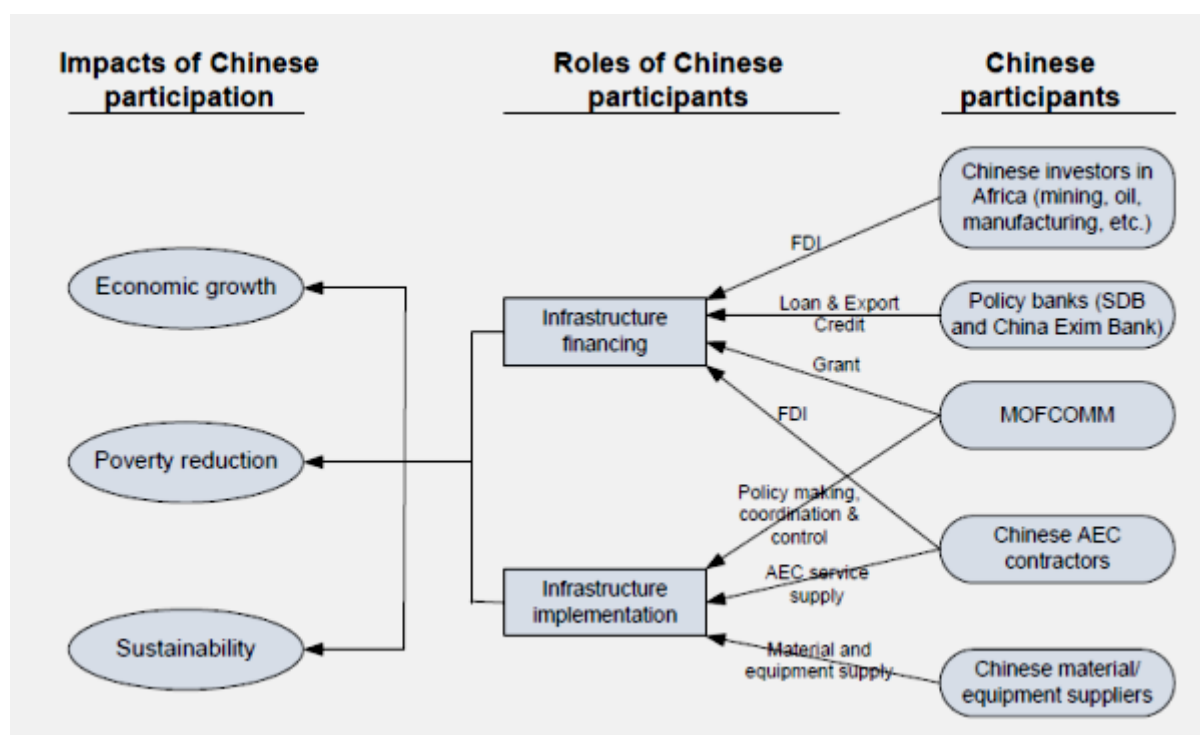 Impacts of Chinese
participation
Roles of Chinese
participants
Chinese
participants
Chinese investors in
Africa (mining, oil,
manufacturing, etc.)
FDI
Economic growth
Infrastructure
financing
Loan & Export
Credit
Policy banks (SDB
and China Exim Bank)
Grant
MOFCOMM
FDI
Poverty reduction
Policy making,
coordination &
control
Chinese AEC
contractors
AEC service
supply
Infrastructure
implementation
Sustainability
Material and
equipment supply
Chinese material/
equipment suppliers